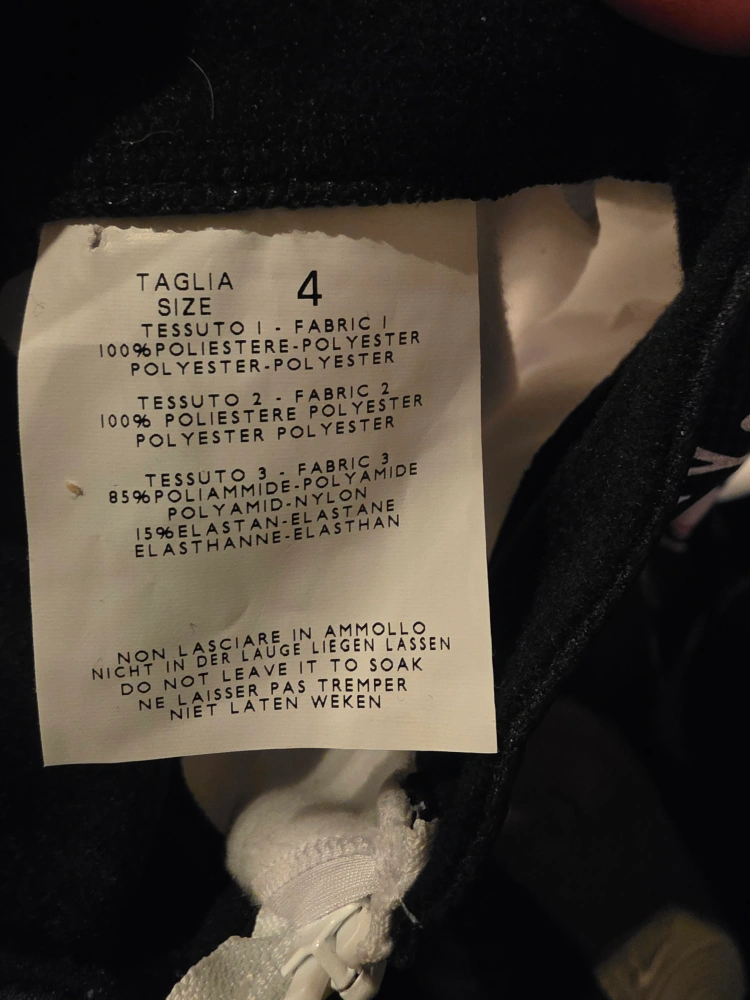 TAGLIA
SIZE 4
TESSUTO 1 - FABRIC 1
100%POLIESTERE-POLYESTER
POLYESTER-POLYESTER
TESSUTO 2 - FABRIC 2
100% POLIESTERE POLYESTER
POLYESTER POLYESTER
TESSUTO 3 - FABRIC 3
85%POLIAMMIDE-POLYAMIDE
POLYAMID-NYLON
15%ELASTAN-ELASTANE
ELASTHANNE-ELASTHAN
NON LASCIARE IN AMMOLLO
NICHT IN DER LAUGE LIEGEN LASSEN
DO NOT LEAVE IT TO SOAK
NE LAISSER PAS TREMPER
NIET LATEN WEKEN